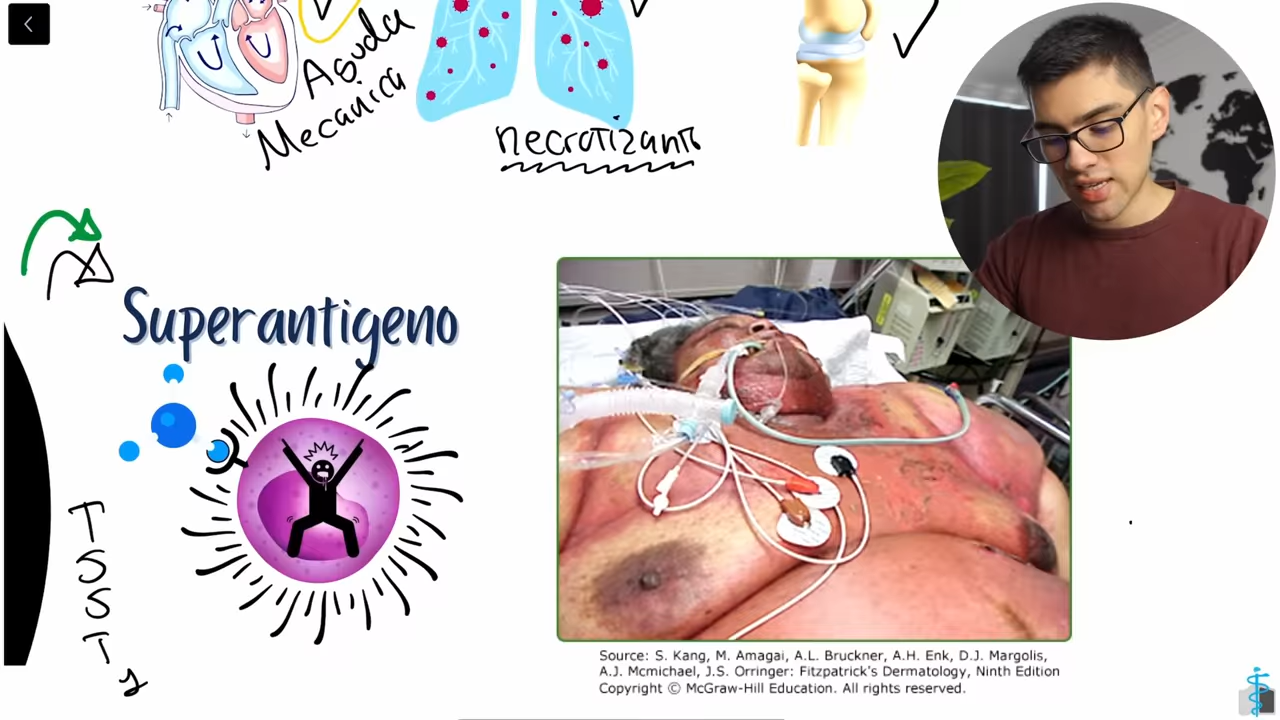 Aguda
Mecanica
necrotizante
Superantigeno
TSST1
Source: S. Kang, M. Amagai, A.L. Bruckner, A.H. Enk, D.J. Margolis,
A.J. Mcmichael, J.S. Orringer: Fitzpatrick's Dermatology, Ninth Edition
Copyright © McGraw-Hill Education. All rights reserved.